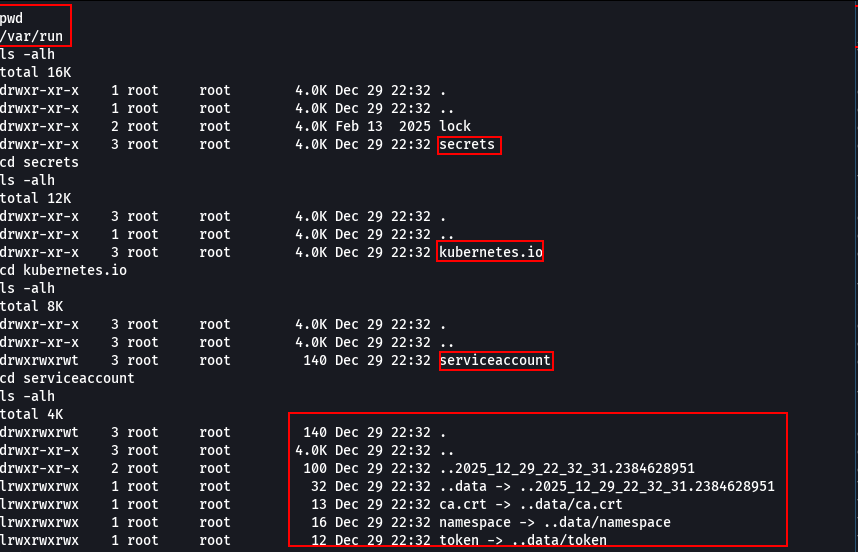 pwd
/var/run
ls -alh
total 16K
drwxr-xr-x    1 root     root        4.0K Dec 29 22:32 .
drwxr-xr-x    1 root     root        4.0K Dec 29 22:32 ..
drwxr-xr-x    2 root     root        4.0K Feb 13  2025 lock
drwxr-xr-x    3 root     root        4.0K Dec 29 22:32 secrets
cd secrets
ls -alh
total 12K
drwxr-xr-x    3 root     root        4.0K Dec 29 22:32 .
drwxr-xr-x    1 root     root        4.0K Dec 29 22:32 ..
drwxr-xr-x    3 root     root        4.0K Dec 29 22:32 kubernetes.io
cd kubernetes.io
ls -alh
total 8K
drwxr-xr-x    3 root     root        4.0K Dec 29 22:32 .
drwxr-xr-x    3 root     root        4.0K Dec 29 22:32 ..
drwxrwxrwt    3 root     root         140 Dec 29 22:32 serviceaccount
cd serviceaccount
ls -alh
total 4K
drwxrwxrwt    3 root     root         140 Dec 29 22:32 .
drwxr-xr-x    3 root     root        4.0K Dec 29 22:32 ..
drwxr-xr-x    2 root     root         100 Dec 29 22:32 ..2025_12_29_22_32_31.2384628951
lrwxrwxrwx    1 root     root          32 Dec 29 22:32 ..data -> ..2025_12_29_22_32_31.2384628951
lrwxrwxrwx    1 root     root          13 Dec 29 22:32 ca.crt -> ..data/ca.crt
lrwxrwxrwx    1 root     root          16 Dec 29 22:32 namespace -> ..data/namespace
lrwxrwxrwx    1 root     root          12 Dec 29 22:32 token -> ..data/token